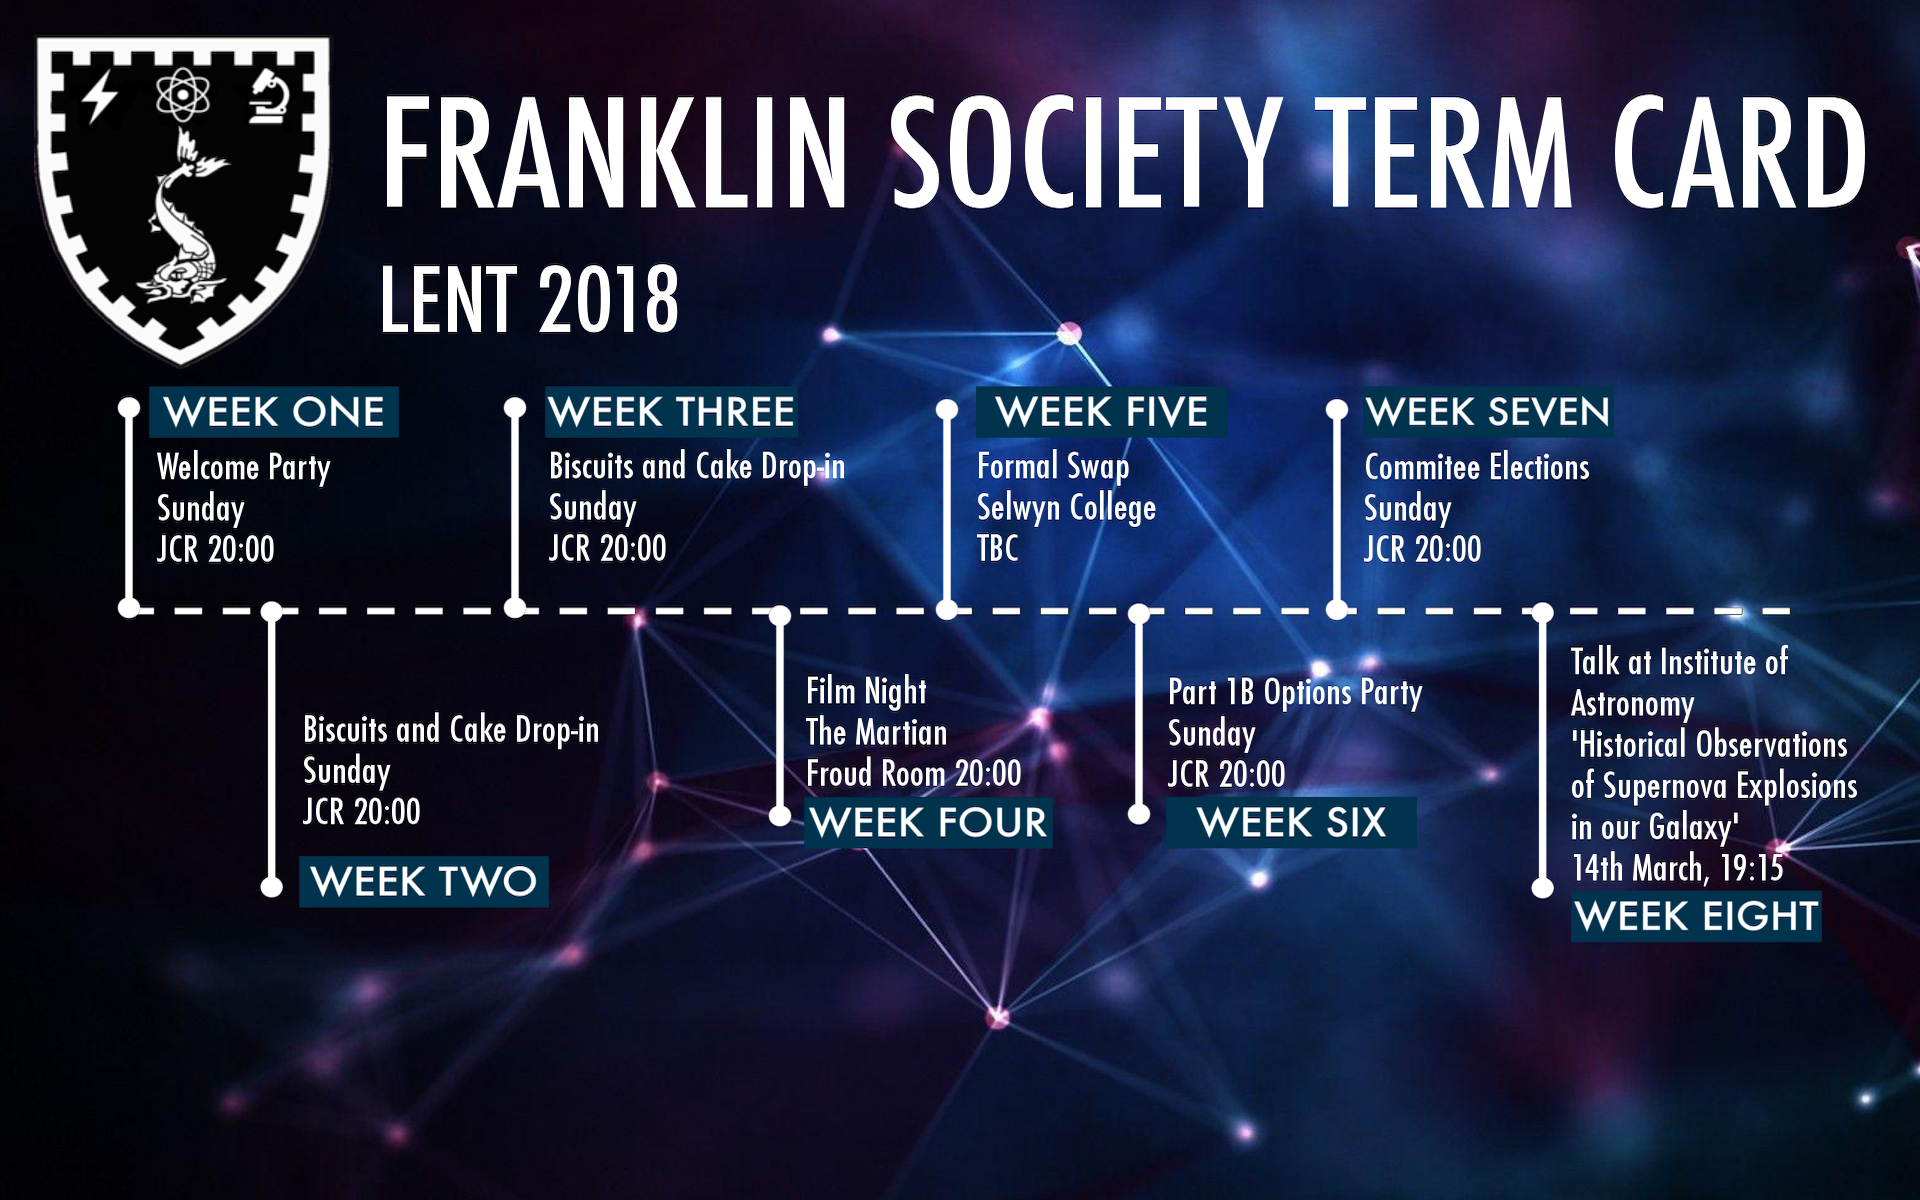 FRANKLIN SOCIETY TERM CARD
LENT 2018
WEEK ONE
Welcome Party
Sunday
JCR 20:00
Biscuits and Cake Drop-in
Sunday
JCR 20:00
WEEK TWO
WEEK THREE
Biscuits and Cake Drop-in
Sunday
JCR 20:00
Film Night
The Martian
Froud Room 20:00
WEEK FOUR
WEEK FIVE
Formal Swap
Selwyn College
TBC
Part 1B Options Party
Sunday
JCR 20:00
WEEK SIX
WEEK SEVEN
Commitee Elections
Sunday
JCR 20:00
Talk at Institute of
Astronomy
'Historical Observations
of Supernova Explosions
in our Galaxy'
14th March, 19:15
WEEK EIGHT